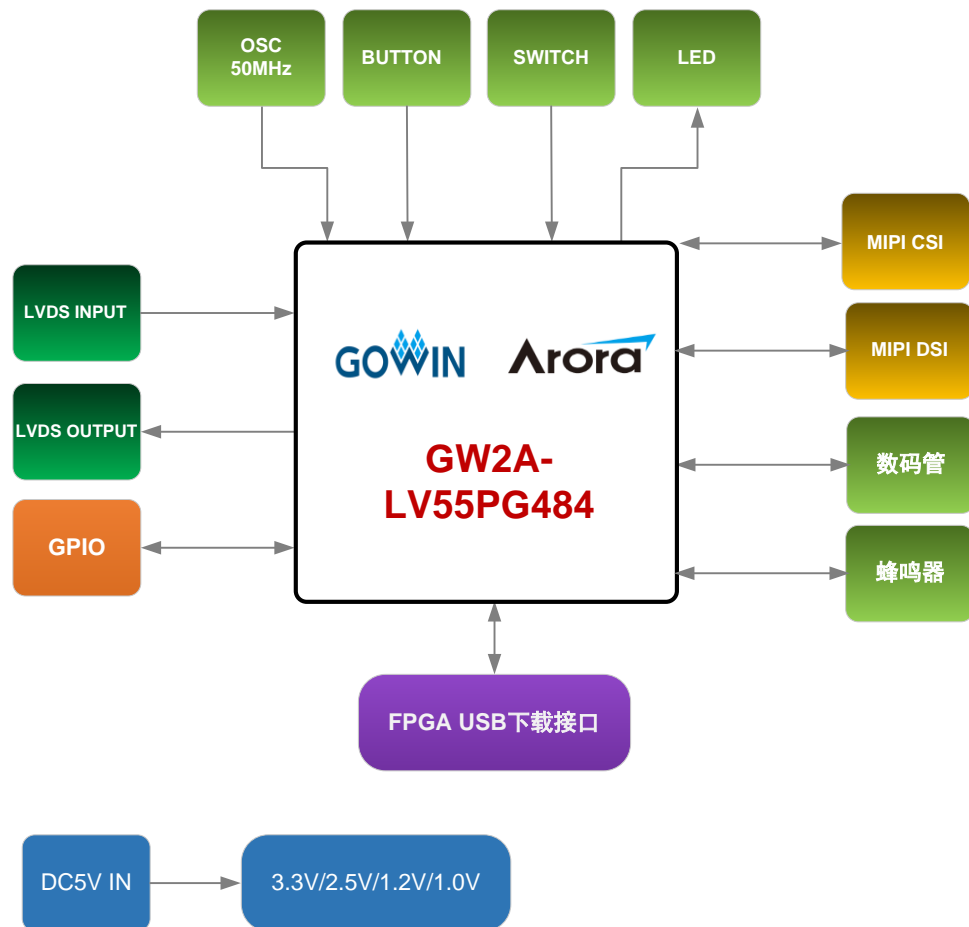 OSC
50MHz
BUTTON
SWITCH
LED
MIPI CSI
LVDS INPUT
MIPI DSI
GOWIN
Arora
LVDS OUTPUT
GW2A-
LV55PG484
数码管
GPIO
蜂鸣器
FPGA USB下载接口
DC5V IN
3.3V/2.5V/1.2V/1.0V